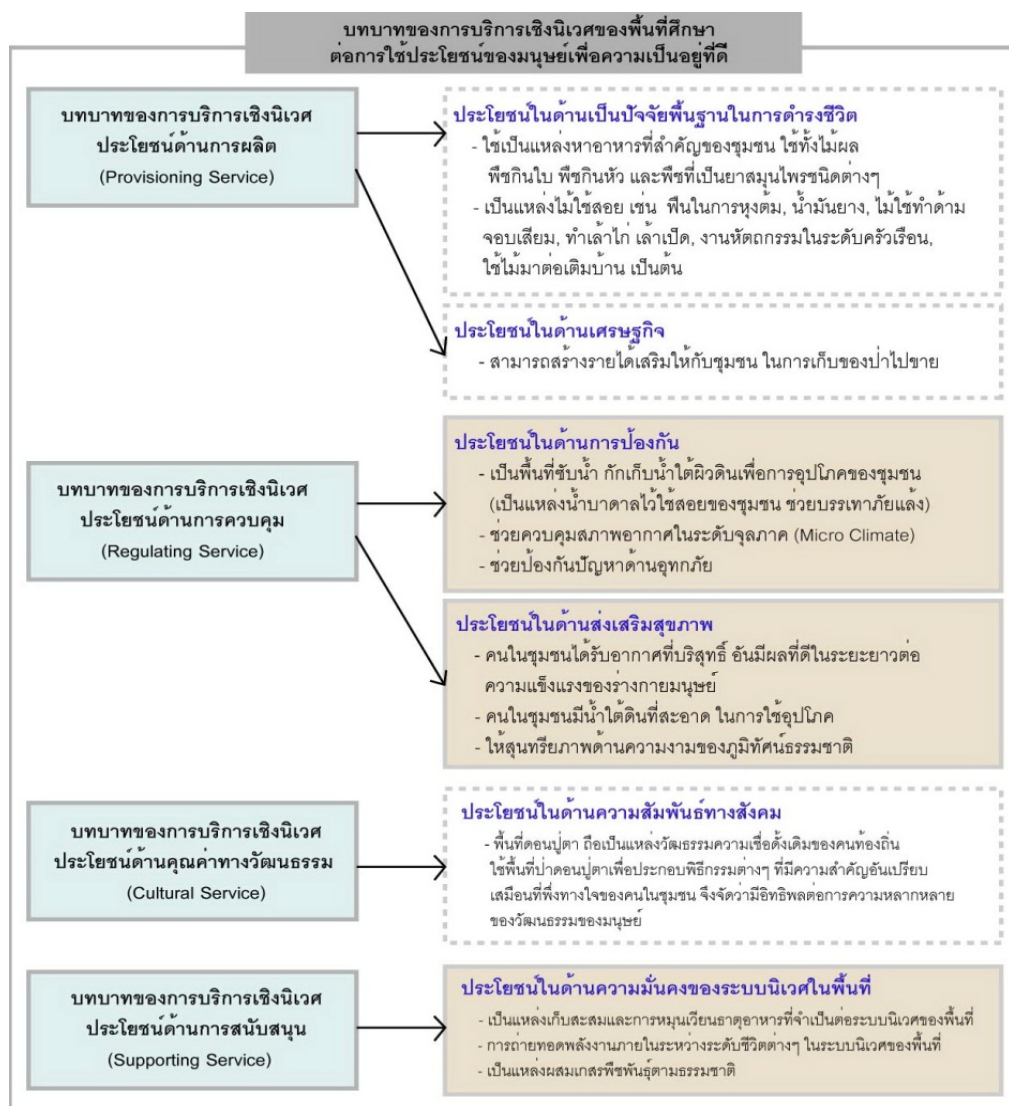 บทบาทของการบริการเชิงนิเวศของพื้นที่ศึกษา
ต่อการใช้ประโยชน์ของมนุษย์เพื่อความเป็นอยู่ที่ดี
บทบาทของการบริการเชิงนิเวศ
ประโยชน์ด้านการผลิต
(Provisioning Service)
ประโยชน์ในด้านเป็นปัจจัยพื้นฐานในการดำรงชีวิต
- ใช้เป็นแหล่งหาอาหารที่สำคัญของชุมชน ใช้ทั้งไม้ผล
พืชกินใบ พืชกินหัว และพืชที่เป็นยาสมุนไพรชนิดต่างๆ
- เป็นแหล่งไม้ใช้สอย เช่น ฟืนในการหุงต้ม, น้ำมันยาง, ไม้ใช้ทำด้าม
จอบเสียม, ทำเล้าไก่ เล้าเป็ด, งานหัตถกรรมในระดับครัวเรือน,
ใช้ไม้มาต่อเติมบ้าน เป็นต้น
ประโยชน์ในด้านเศรษฐกิจ
- สามารถสร้างรายได้เสริมให้กับชุมชน ในการเก็บของป่าไปขาย
บทบาทของการบริการเชิงนิเวศ
ประโยชน์ด้านการควบคุม
(Regulating Service)
ประโยชน์ในด้านการป้องกัน
- เป็นพื้นที่ซับน้ำ กักเก็บน้ำใต้ผิวดินเพื่อการอุปโภคของชุมชน
(เป็นแหล่งน้ำบาดาลไว้ใช้สอยของชุมชน ช่วยบรรเทาภัยแล้ง)
- ช่วยควบคุมสภาพอากาศในระดับจุลภาค (Micro Climate)
- ช่วยป้องกันปัญหาด้านอุทกภัย
ประโยชน์ในด้านส่งเสริมสุขภาพ
- คนในชุมชนได้รับอากาศที่บริสุทธิ์ อันมีผลที่ดีในระยะยาวต่อ
ความแข็งแรงของร่างกายมนุษย์
- คนในชุมชนมีน้ำใต้ดินที่สะอาด ในการใช้อุปโภค
- ให้สุนทรียภาพด้านความงามของภูมิทัศน์ธรรมชาติ
บทบาทของการบริการเชิงนิเวศ
ประโยชน์ด้านคุณค่าทางวัฒนธรรม
(Cultural Service)
ประโยชน์ในด้านความสัมพันธ์ทางสังคม
- พื้นที่ดอนปู่ตา ถือเป็นแหล่งวัฒธรรมความเชื่อดั้งเดิมของคนท้องถิ่น
ใช้พื้นที่ป่าดอนปู่ตาเพื่อประกอบพิธีกรรมต่างๆ ที่มีความสำคัญอันเปรียบ
เสมือนที่พึ่งทางใจของคนในชุมชน จึงจัดว่ามีอิทธิพลต่อการความหลากหลาย
ของวัฒนธรรมของมนุษย์
บทบาทของการบริการเชิงนิเวศ
ประโยชน์ด้านการสนับสนุน
(Supporting Service)
ประโยชน์ในด้านความมั่นคงของระบบนิเวศในพื้นที่
- เป็นแหล่งเก็บสะสมและการหมุนเวียนธาตุอาหารที่จำเป็นต่อระบบนิเวศของพื้นที่
- การถ่ายทอดพลังงานภายในระหว่างระดับชีวิตต่างๆ ในระบบนิเวศของพื้นที่
- เป็นแหล่งผสมเกสรพืชพันธุ์ตามธรรมชาติ